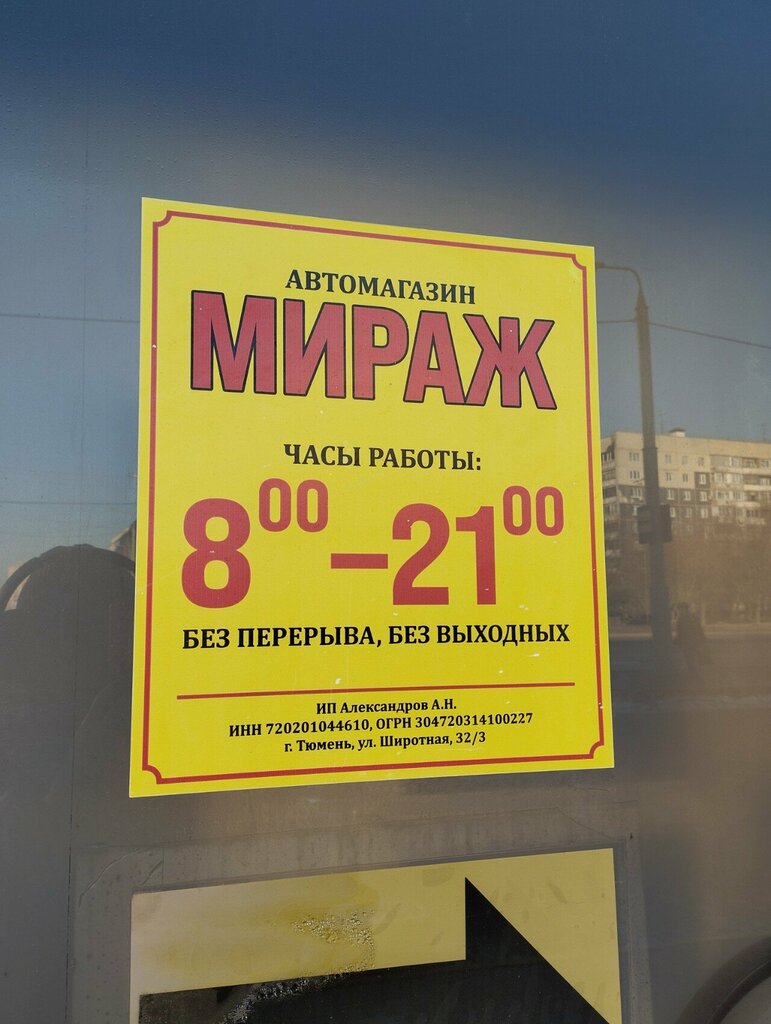 АВТОМАГАЗИН
МИРАЖ
ЧАСЫ РАБОТЫ:
8⁰⁰–21⁰⁰
БЕЗ ПЕРЕРЫВА, БЕЗ ВЫХОДНЫХ
ИП Александров А.Н.
ИНН 720201044610, ОГРН 304720314100227
г. Тюмень, ул. Широтная, 32/3